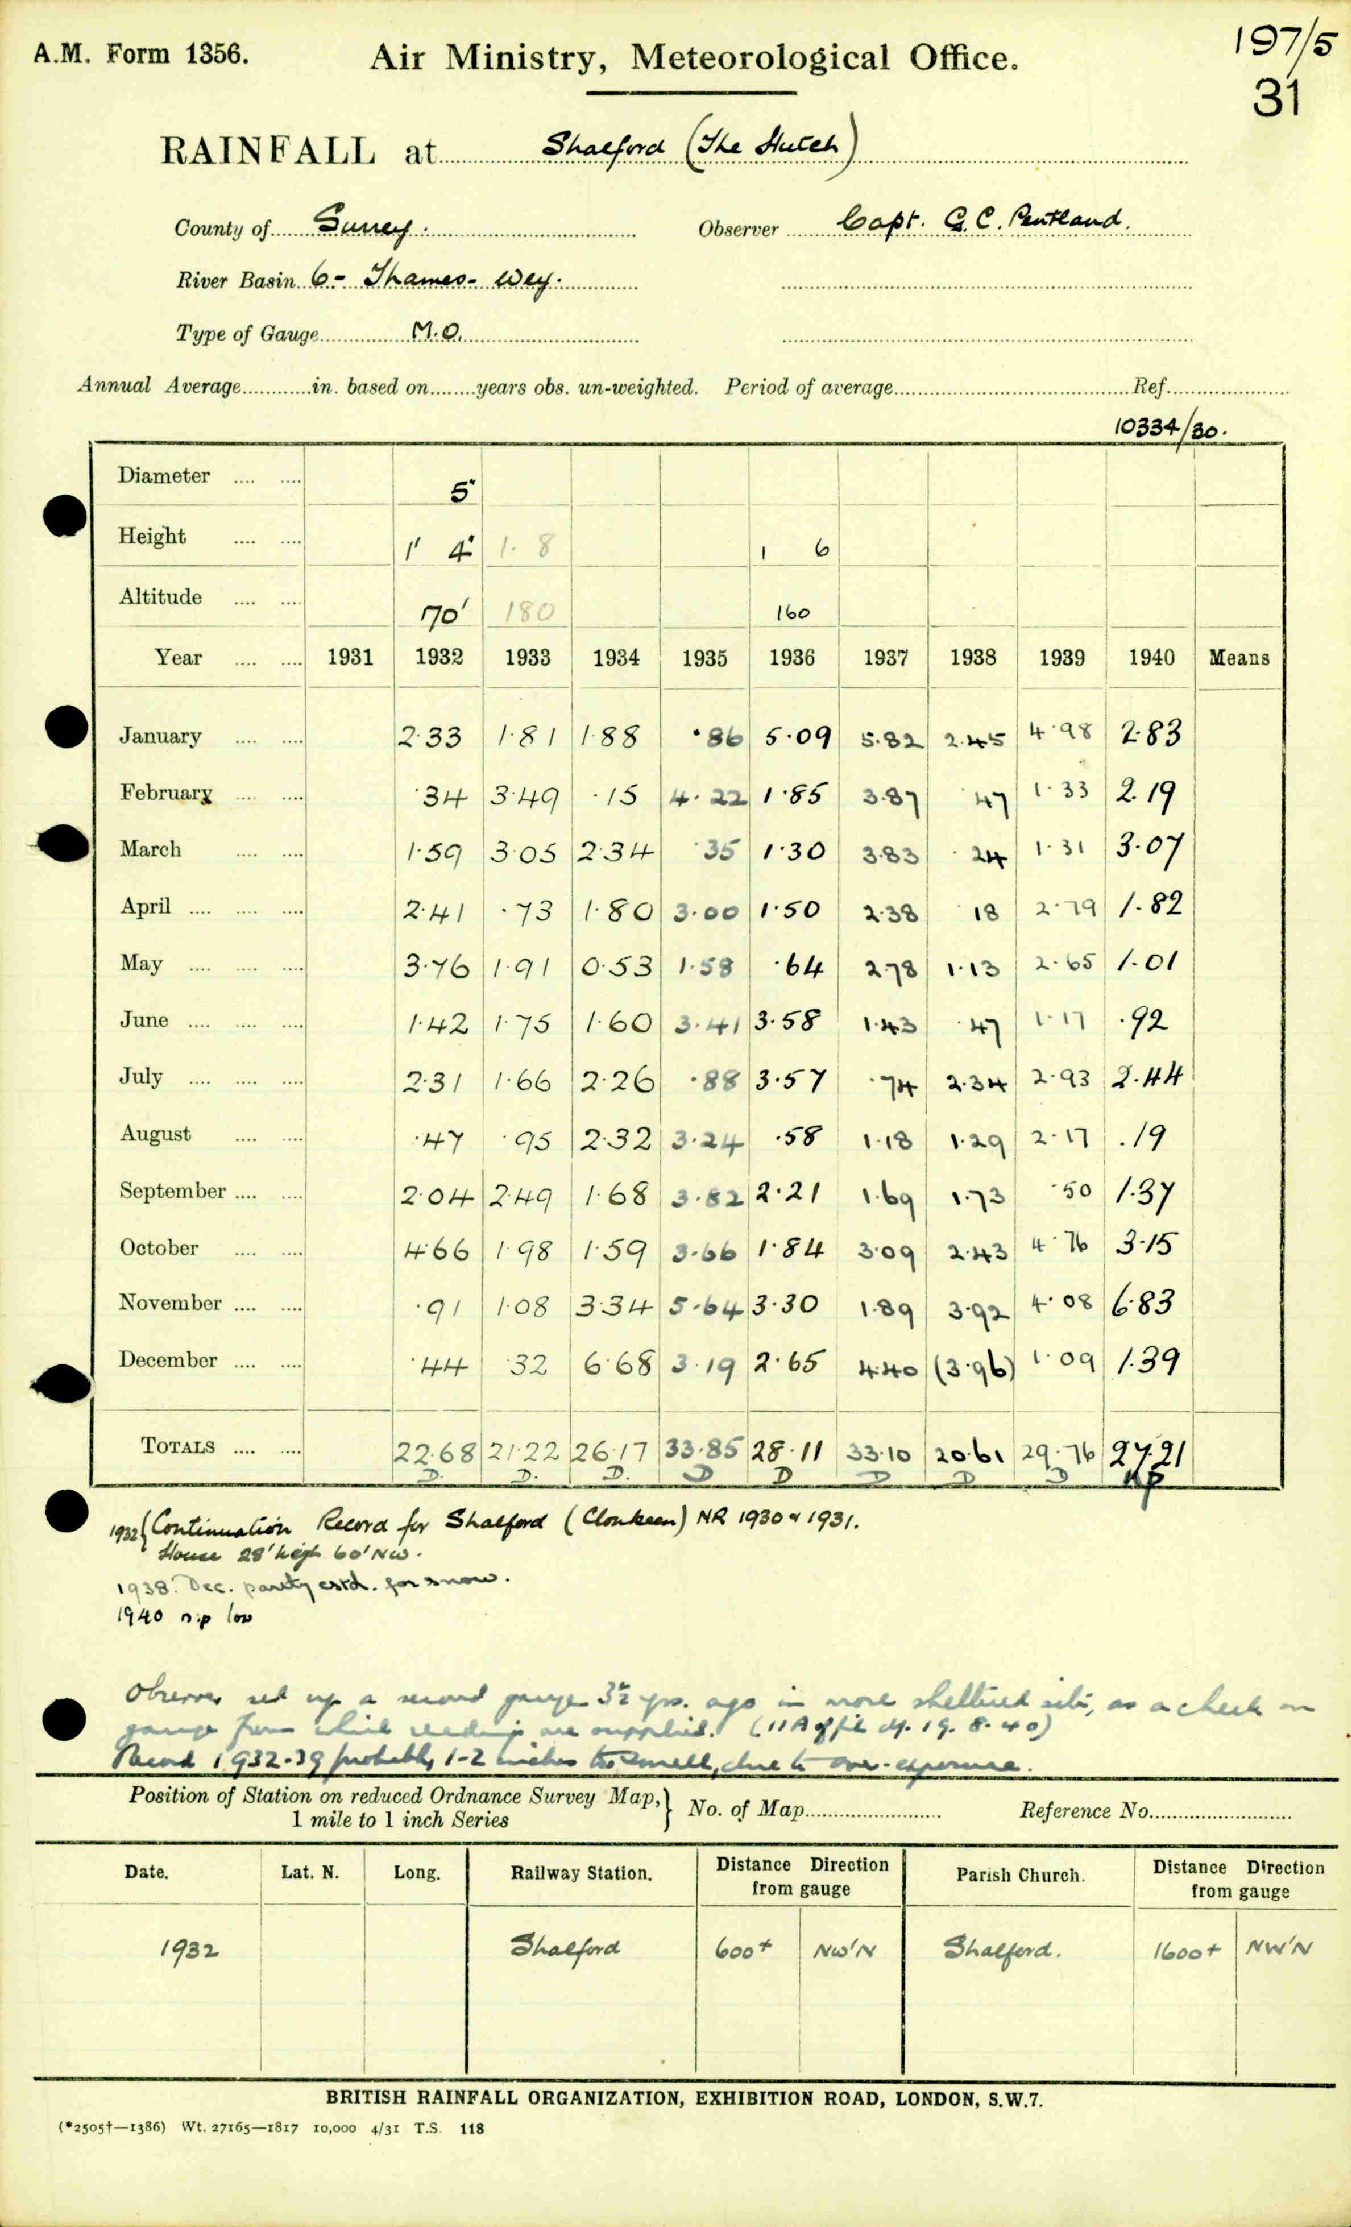 A.M. Form 1356.
Air Ministry, Meteorological Office.
197/5
31
RAINFALL at Shalford (The Hutch)
County of Surrey.
Observer Capt. G.C. Pentland.
River Basin 6- Thames- Wey.
Type of Gauge M.O.
Annual Average in. based on years obs. un-weighted. Period of average Ref.
10334/30.
Diameter 5"
Height 1' 4" 1. 8 1 6
Altitude 70' 180 160
Year 1931 1932 1933 1934 1935 1936 1937 1938 1939 1940 Means
January 2·33 1·81 1·88 ·86 5·09 5·82 2·45 4·98 2·83
February ·34 3·49 ·15 4·22 1·85 3·87 ·47 1·33 2·19
March 1·59 3·05 2·34 ·35 1·30 3·83 ·24 1·31 3·07
April 2·41 ·73 1·80 3·00 1·50 2·38 18 2·79 1·82
May 3·76 1·91 0·53 1·58 ·64 2·78 1·13 2·65 1·01
June 1·42 1·75 1·60 3·41 3·58 1·43 ·47 1·17 ·92
July 2·31 1·66 2·26 ·88 3·57 ·74 2·34 2·93 2·44
August ·47 ·95 2·32 3·24 ·58 1·18 1·29 2·17 ·19
September 2·04 2·49 1·68 3·82 2·21 1·69 1·73 ·50 1·37
October 4·66 1·98 1·59 3·66 1·84 3·09 2·43 4·76 3·15
November ·91 1·08 3·34 5·64 3·30 1·89 3·92 4·08 6·83
December ·44 ·32 6·68 3·19 2·65 4·40 (3·96) 1·09 1·39
TOTALS 22·68 21·22 26·17 33·85 28·11 33·10 20·61 29·76 27·21
D. D. D. D D D D D np
1932 { Continuation Record for Shalford (Clonkeen) NR 1930 & 1931.
House 28' high 60' NW.
1938. Dec. partly estd. for snow.
1940 n.p low
Observer set up a second gauge 3½ yrs. ago in more sheltered site, as a check on
gauge from which readings are supplied. (11A of file df. 19. 8. 40)
Record 1932-39 probably 1-2 inches too small, due to over-exposure.
Position of Station on reduced Ordnance Survey Map, } No. of Map Reference No.
1 mile to 1 inch Series
Date. Lat. N. Long. Railway Station. Distance Direction from gauge Parish Church. Distance Direction from gauge
1932 Shalford 600+ NW'N Shalford. 1600+ NW'N
BRITISH RAINFALL ORGANIZATION, EXHIBITION ROAD, LONDON, S.W.7.
(*2505†—1386) Wt. 27165—1817 10,000 4/31 T.S. 118